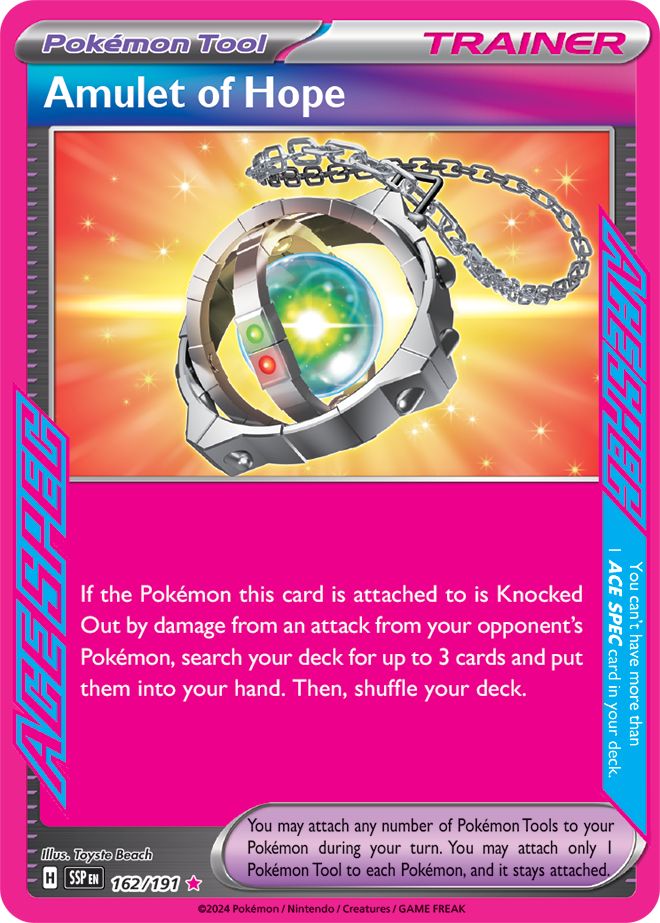 Pokémon Tool
TRAINER
Amulet of Hope
ACE SPEC
ACE SPEC
If the Pokémon this card is attached to is Knocked
Out by damage from an attack from your opponent's
Pokémon, search your deck for up to 3 cards and put
them into your hand. Then, shuffle your deck.
You can't have more than
1 ACE SPEC card in your deck.
You may attach any number of Pokémon Tools to your
Pokémon during your turn. You may attach only 1
Pokémon Tool to each Pokémon, and it stays attached.
Illus. Toyste Beach
H SSP EN 162/191
©2024 Pokémon / Nintendo / Creatures / GAME FREAK